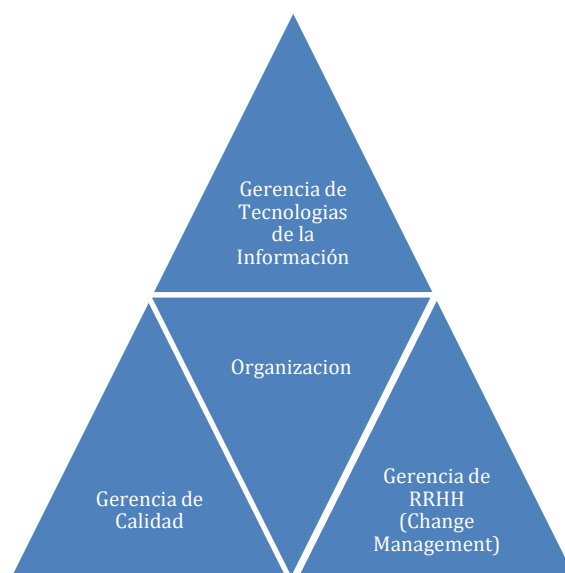 Gerencia de
Tecnologias
de la
Información
Organizacion
Gerencia de
Calidad
Gerencia de
RRHH
(Change
Management)